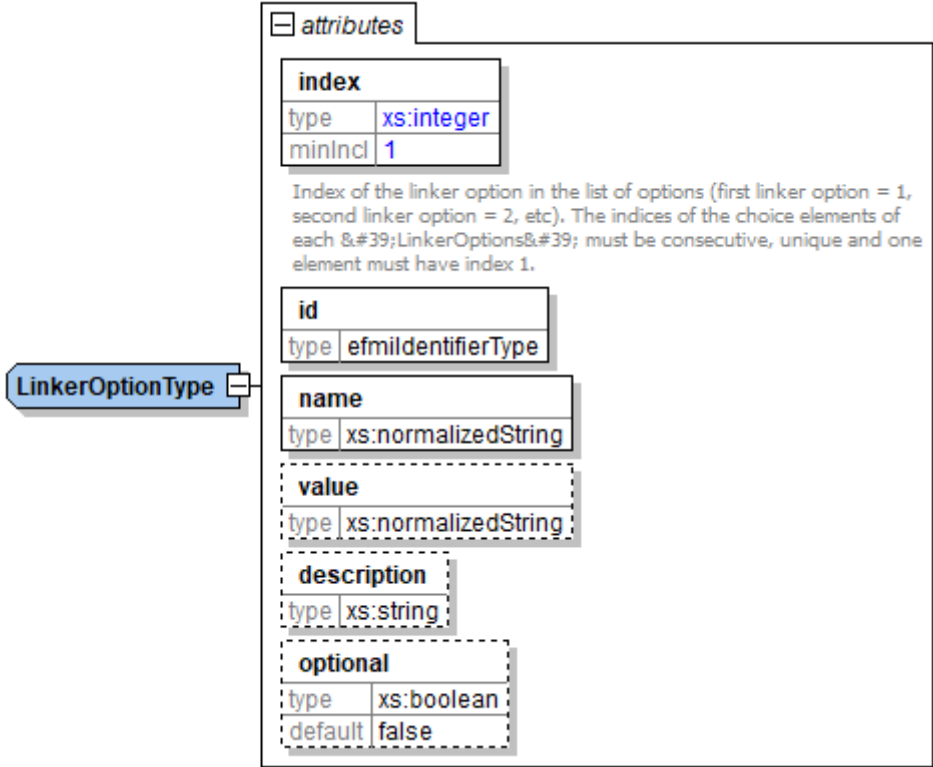 attributes
index
type xs:integer
minIncl 1
Index of the linker option in the list of options (first linker option = 1,
second linker option = 2, etc). The indices of the choice elements of
each &#39;LinkerOptions&#39; must be consecutive, unique and one
element must have index 1.
id
type efmiIdentifierType
LinkerOptionType
name
type xs:normalizedString
value
type xs:normalizedString
description
type xs:string
optional
type xs:boolean
default false